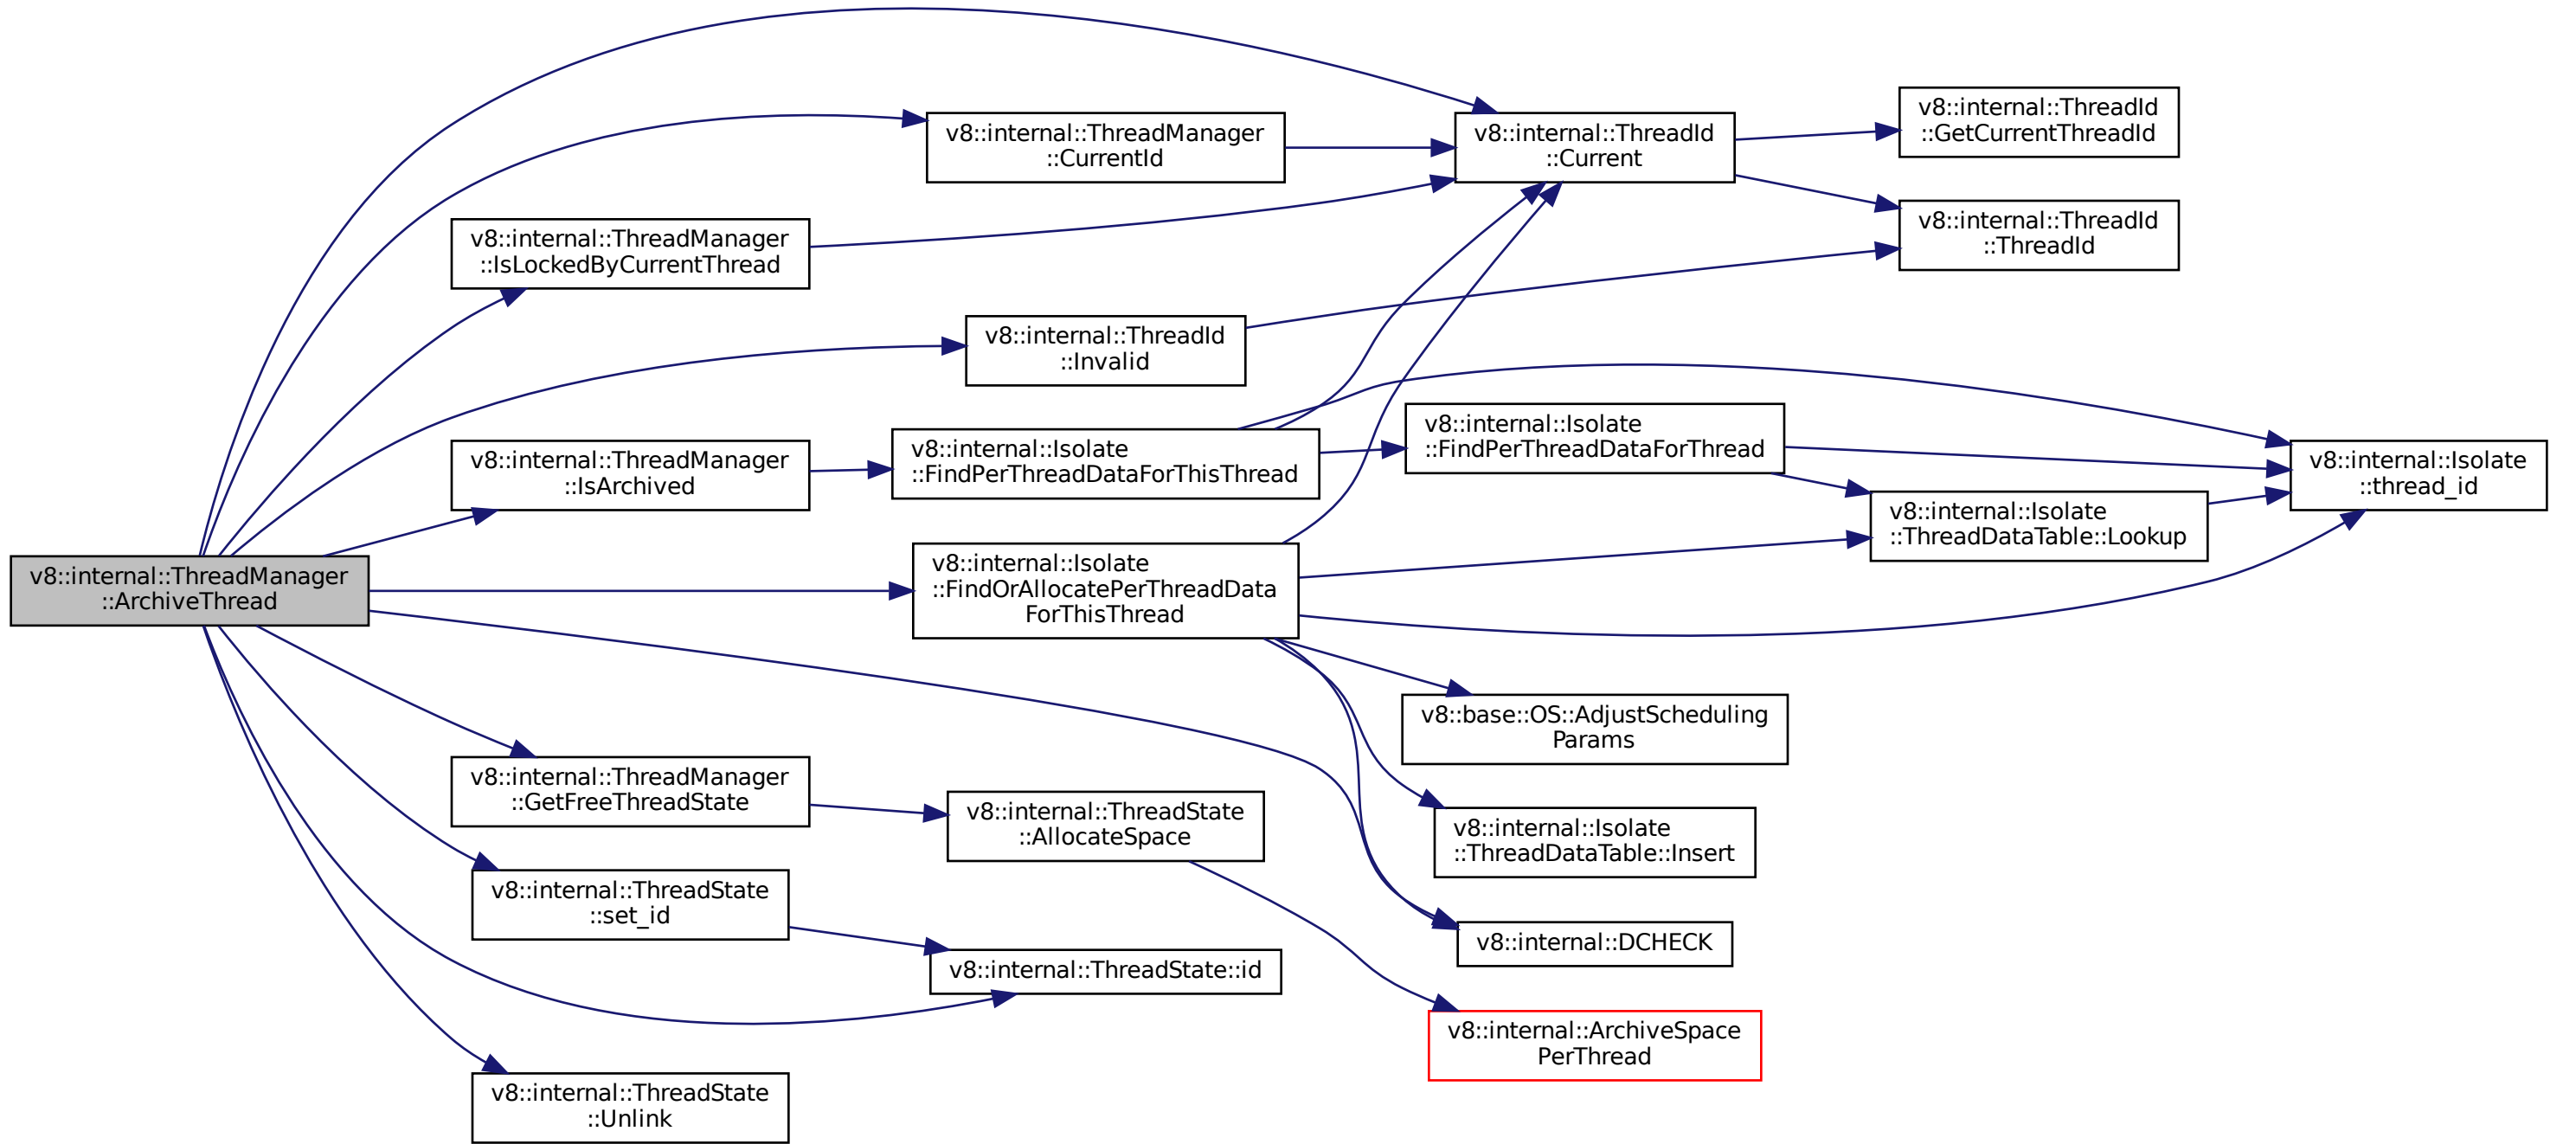 v8::internal::ThreadManager
::ArchiveThread
v8::internal::ThreadId
::Current
v8::internal::ThreadId
::GetCurrentThreadId
v8::internal::ThreadId
::ThreadId
v8::internal::ThreadManager
::CurrentId
v8::internal::ThreadManager
::IsLockedByCurrentThread
v8::internal::ThreadId
::Invalid
v8::internal::ThreadManager
::IsArchived
v8::internal::Isolate
::FindPerThreadDataForThisThread
v8::internal::Isolate
::FindPerThreadDataForThread
v8::internal::Isolate
::thread_id
v8::internal::Isolate
::ThreadDataTable::Lookup
v8::internal::Isolate
::FindOrAllocatePerThreadData
ForThisThread
v8::base::OS::AdjustScheduling
Params
v8::internal::Isolate
::ThreadDataTable::Insert
v8::internal::DCHECK
v8::internal::ThreadManager
::GetFreeThreadState
v8::internal::ThreadState
::AllocateSpace
v8::internal::ArchiveSpace
PerThread
v8::internal::ThreadState
::set_id
v8::internal::ThreadState::id
v8::internal::ThreadState
::Unlink